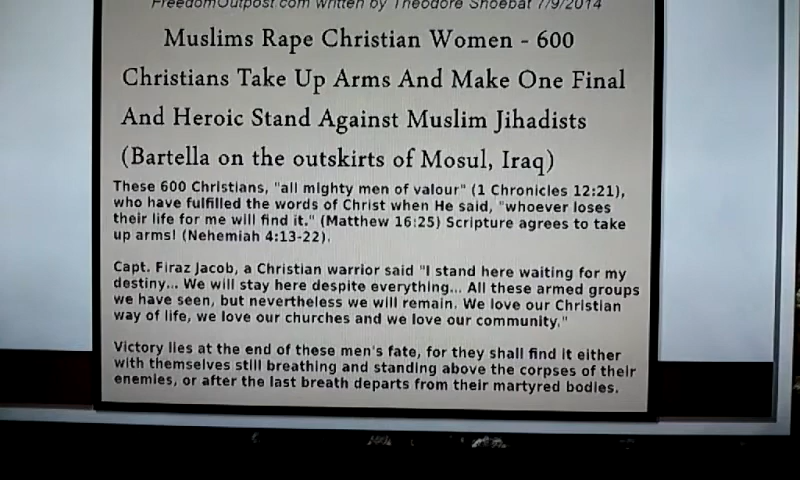 FreedomOutpost.com written by Theodore Shoebat 7/9/2014
Muslims Rape Christian Women - 600
Christians Take Up Arms And Make One Final
And Heroic Stand Against Muslim Jihadists
(Bartella on the outskirts of Mosul, Iraq)
These 600 Christians, "all mighty men of valour" (1 Chronicles 12:21),
who have fulfilled the words of Christ when He said, "whoever loses
their life for me will find it." (Matthew 16:25) Scripture agrees to take
up arms! (Nehemiah 4:13-22).
Capt. Firaz Jacob, a Christian warrior said "I stand here waiting for my
destiny... We will stay here despite everything... All these armed groups
we have seen, but nevertheless we will remain. We love our Christian
way of life, we love our churches and we love our community."
Victory lies at the end of these men's fate, for they shall find it either
with themselves still breathing and standing above the corpses of their
enemies, or after the last breath departs from their martyred bodies.